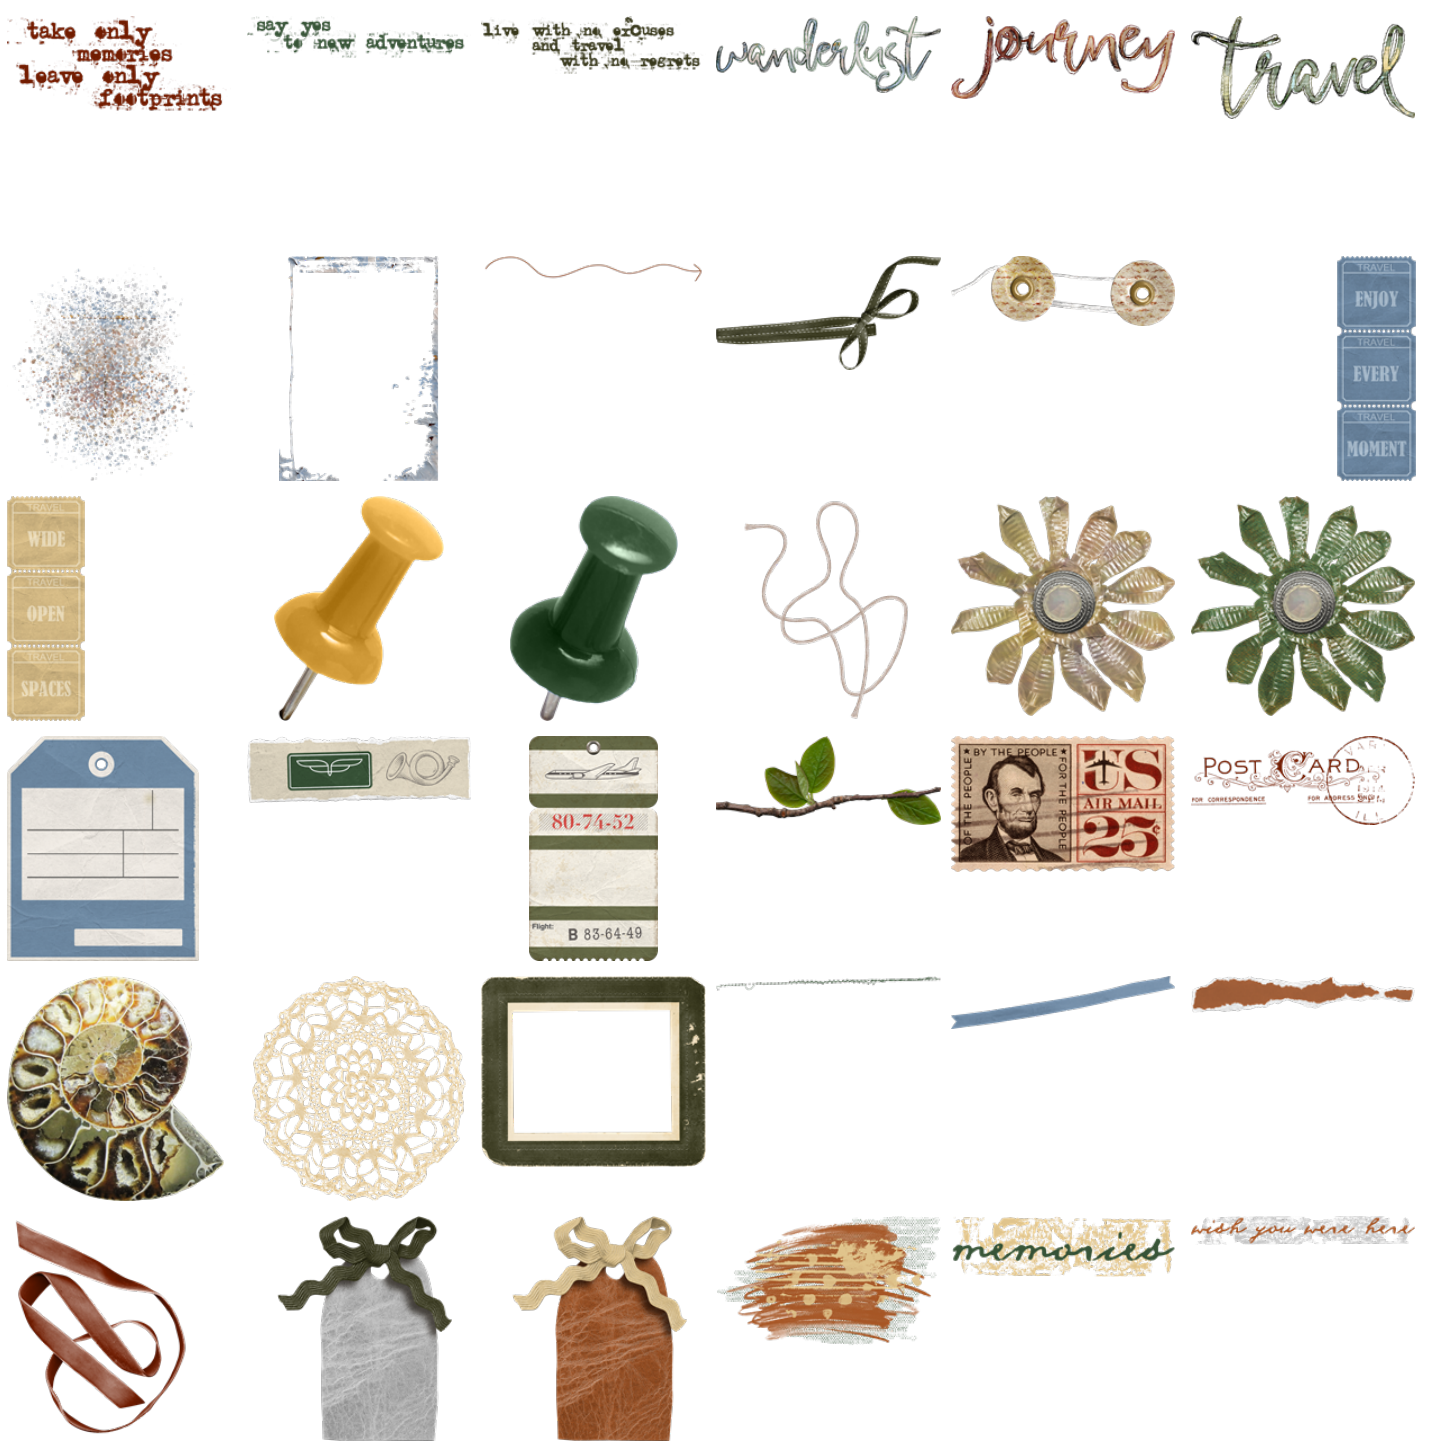 take only
memories
leave only
footprints
say yes
to new adventures
live with no excuses
and travel
with no regrets
wanderlust
journey
travel
TRAVEL
ENJOY
TRAVEL
EVERY
TRAVEL
MOMENT
TRAVEL
WIDE
TRAVEL
OPEN
TRAVEL
SPACES
80-74-52
Flight: B 83-64-49
OF THE PEOPLE
★ BY THE PEOPLE ★
FOR THE PEOPLE
US
AIR MAIL
25¢
POST CARD
FOR CORRESPONDENCE
FOR ADDRESS ONLY
memories
wish you were here